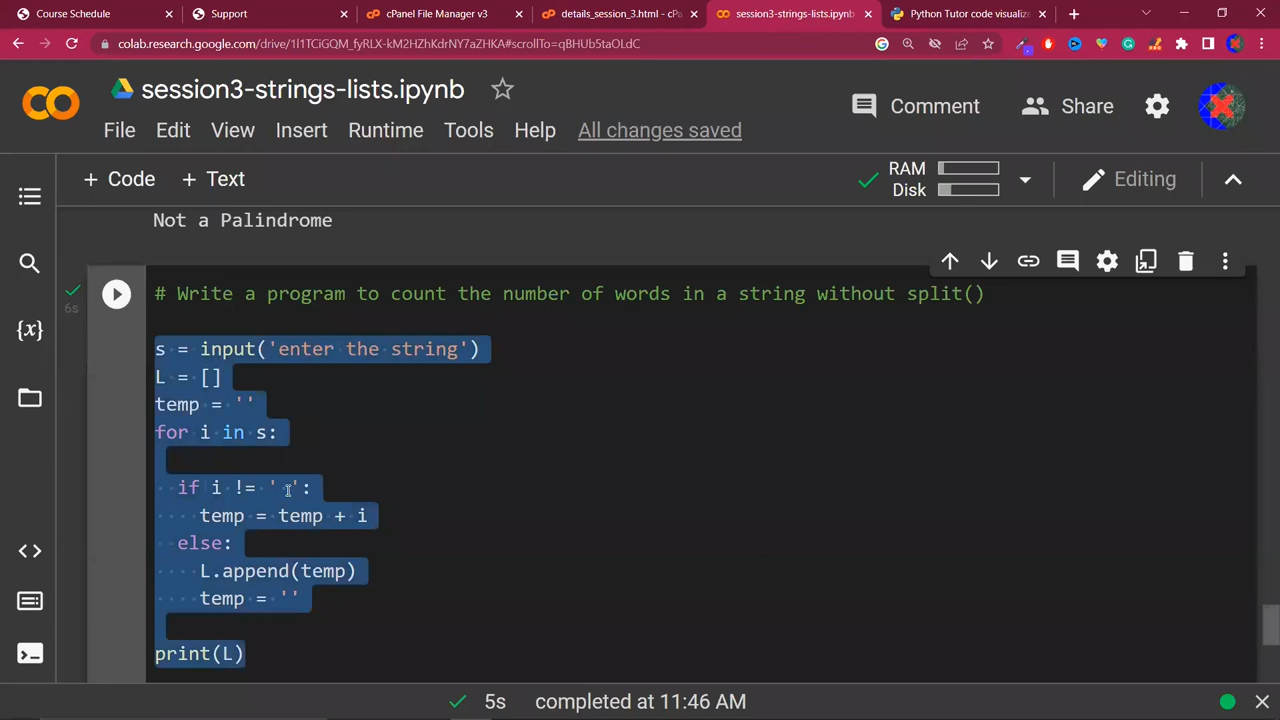 Course Schedule
Support
cPanel File Manager v3
details_session_3.html - cPa
session3-strings-lists.ipynb
Python Tutor code visualiz
colab.research.google.com/drive/1l1TCiGQM_fyRLX-kM2HZhKdrNY7aZHKA#scrollTo=qBHUb5taOLdC
session3-strings-lists.ipynb
Comment
Share
File Edit View Insert Runtime Tools Help All changes saved
+ Code + Text
RAM
Disk
Editing
Not a Palindrome
6s
# Write a program to count the number of words in a string without split()
s = input('enter the string')
L = []
temp = ''
for i in s:
if i != ' ':
temp = temp + i
else:
L.append(temp)
temp = ''
print(L)
5s completed at 11:46 AM